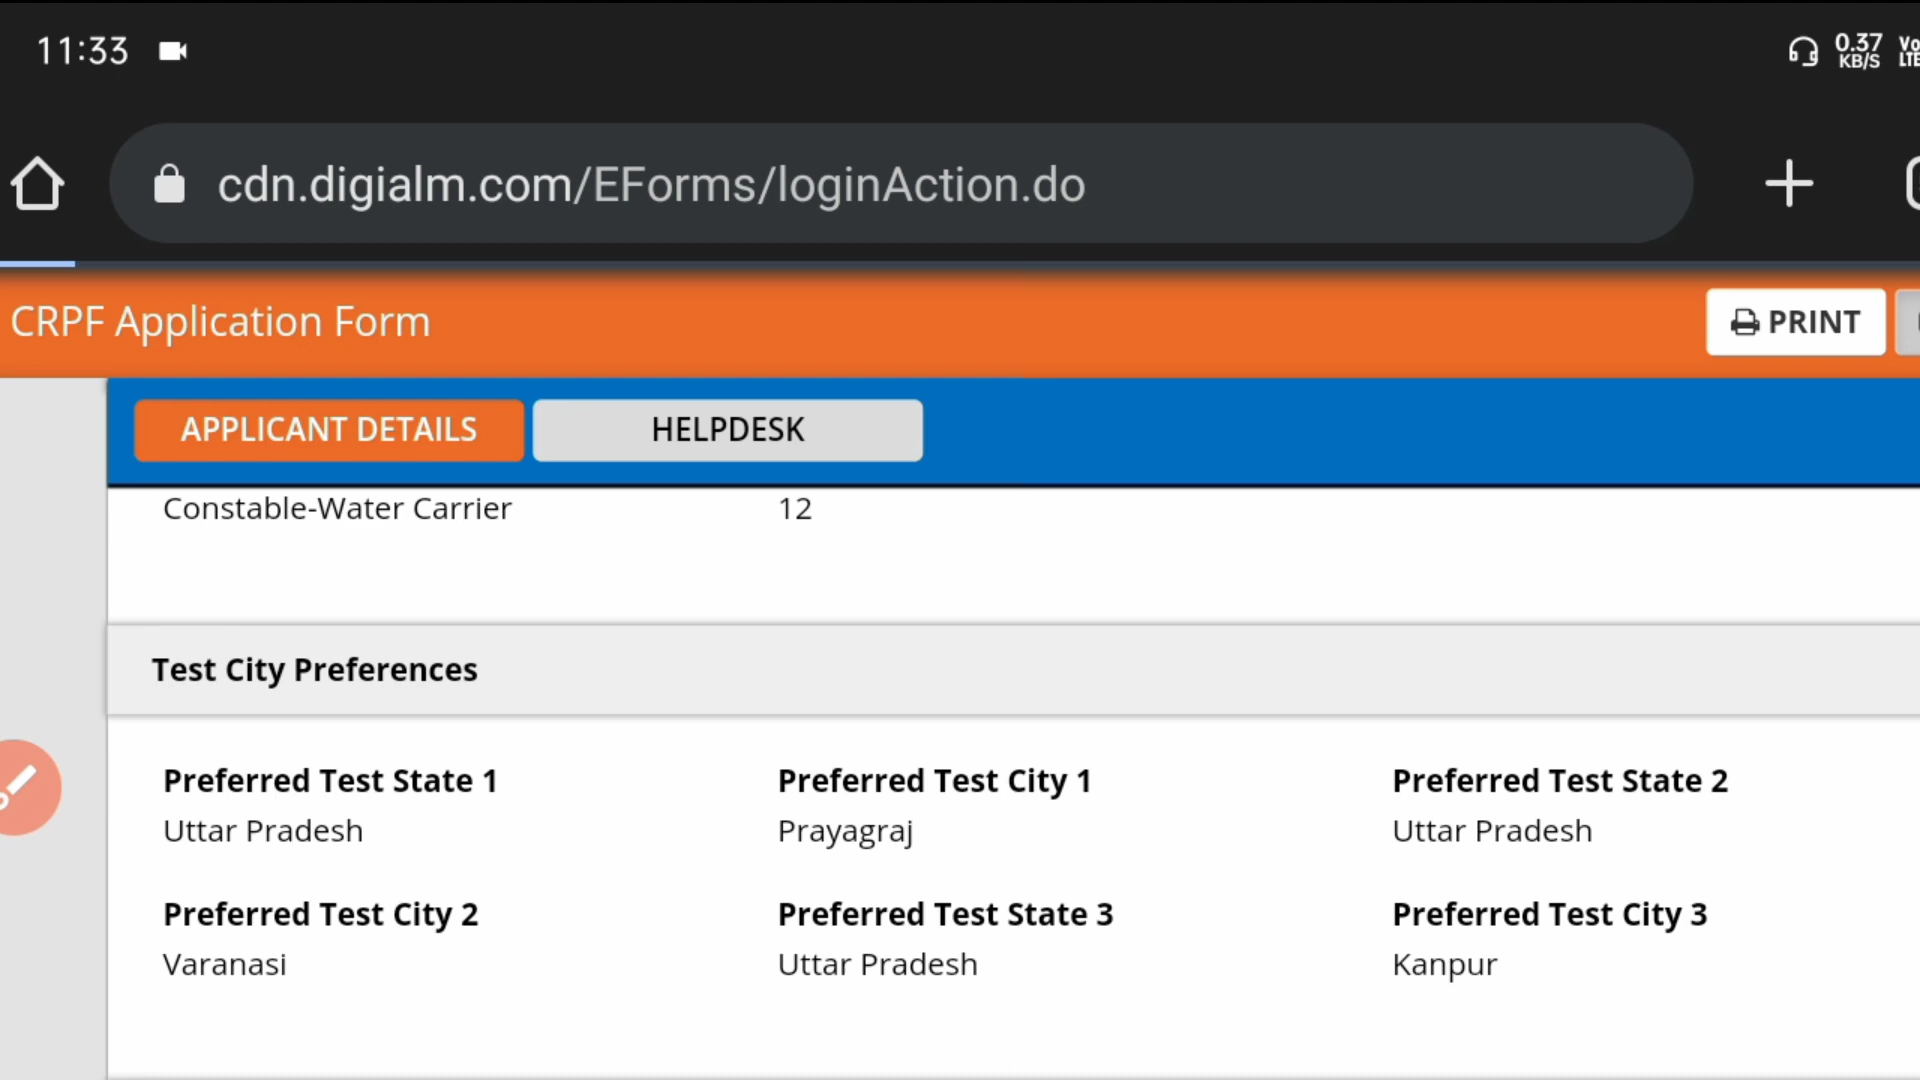 11:33
0.37
KB/S
LTE
cdn.digialm.com/EForms/loginAction.do
CRPF Application Form
PRINT
APPLICANT DETAILS
HELPDESK
Constable-Water Carrier 12
Test City Preferences
Preferred Test State 1 Preferred Test City 1 Preferred Test State 2
Uttar Pradesh Prayagraj Uttar Pradesh
Preferred Test City 2 Preferred Test State 3 Preferred Test City 3
Varanasi Uttar Pradesh Kanpur